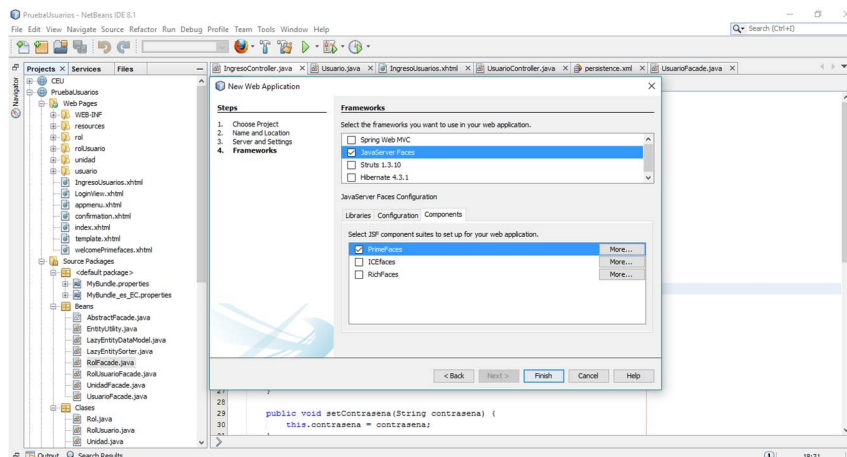 PruebaUsuarios - NetBeans IDE 8.1
File Edit View Navigate Source Refactor Run Debug Profile Team Tools Window Help
Search (Ctrl+I)
Projects Services Files
IngresoController.java Usuario.java IngresoUsuarios.xhtml UsuarioController.java persistence.xml UsuarioFacade.java
Navigator
CEU
PruebaUsuarios
Web Pages
WEB-INF
resources
rol
rolUsuario
unidad
usuario
IngresoUsuarios.xhtml
LoginView.xhtml
appmenu.xhtml
confirmation.xhtml
index.xhtml
template.xhtml
welcomePrimefaces.xhtml
Source Packages
<default package>
MyBundle.properties
MyBundle_es_EC.properties
Beans
AbstractFacade.java
EntityUtility.java
LazyEntityDataModel.java
LazyEntitySorter.java
RolFacade.java
RolUsuarioFacade.java
UnidadFacade.java
UsuarioFacade.java
Clases
Rol.java
RolUsuario.java
Unidad.java
New Web Application
Steps
1. Choose Project
2. Name and Location
3. Server and Settings
4. Frameworks
Frameworks
Select the frameworks you want to use in your web application.
Spring Web MVC
JavaServer Faces
Struts 1.3.10
Hibernate 4.3.1
JavaServer Faces Configuration
Libraries Configuration Components
Select JSF component suites to set up for your web application.
PrimeFaces More...
ICEfaces More...
RichFaces More...
< Back Next > Finish Cancel Help
27 }
28
29 public void setContrasena(String contrasena) {
30 this.contrasena = contrasena;
Output Search Results